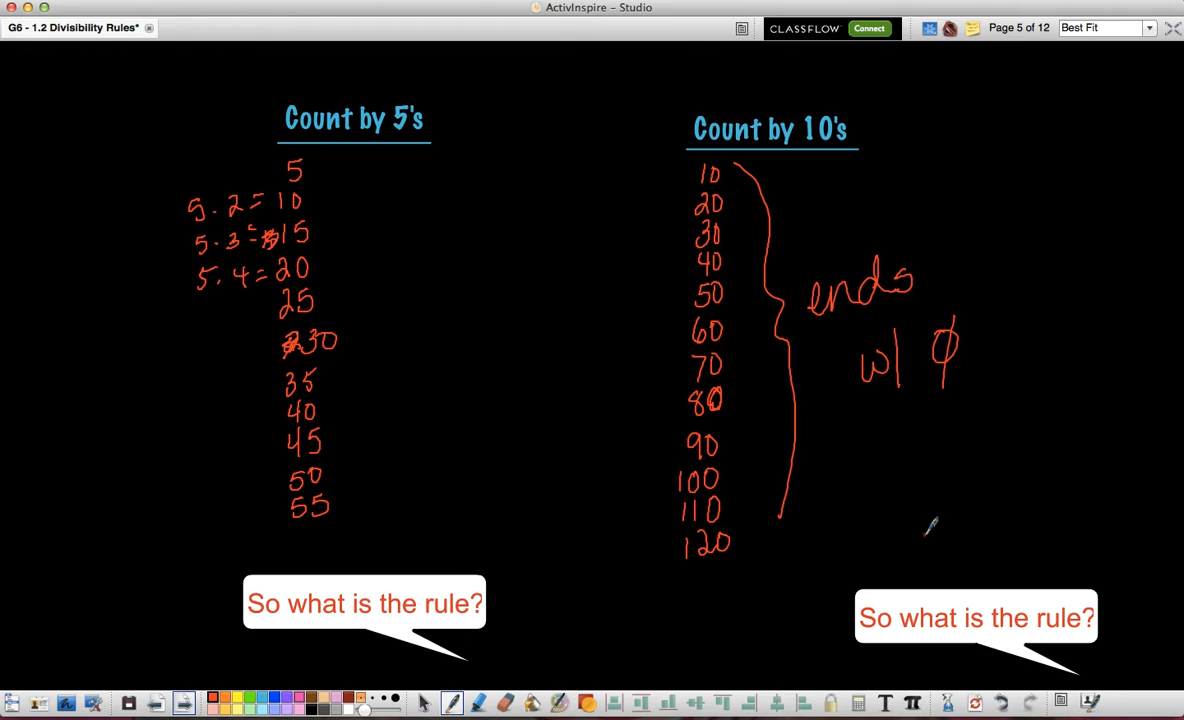 ActivInspire - Studio
G6 - 1.2 Divisibility Rules*
CLASSFLOW Connect
Page 5 of 12
Best Fit
Count by 5's
5
5 · 2 = 10
5 · 3 = 15
5 · 4 = 20
25
30
35
40
45
50
55
So what is the rule?
Count by 10's
10
20
30
40
50
60
70
80
90
100
110
120
ends
w/ 0
So what is the rule?